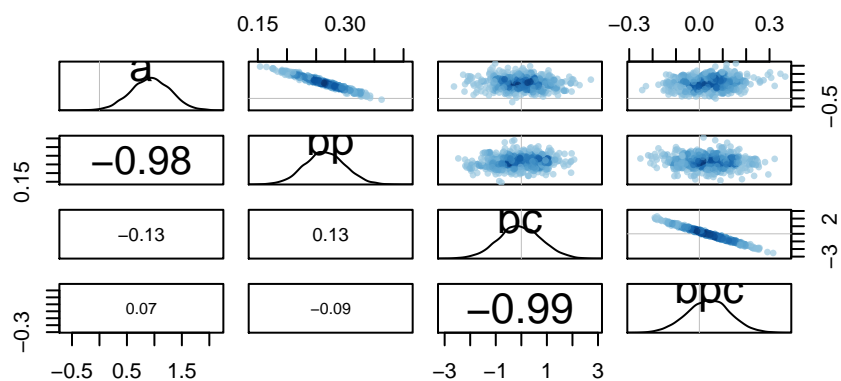 0.15 0.30 −0.3 0.0 0.3
a −0.5
0.15 −0.98 bp
−0.13 0.13 bc 2 −3
−0.3 0.07 −0.09 −0.99 bpc
−0.5 0.5 1.5 −3 −1 1 3